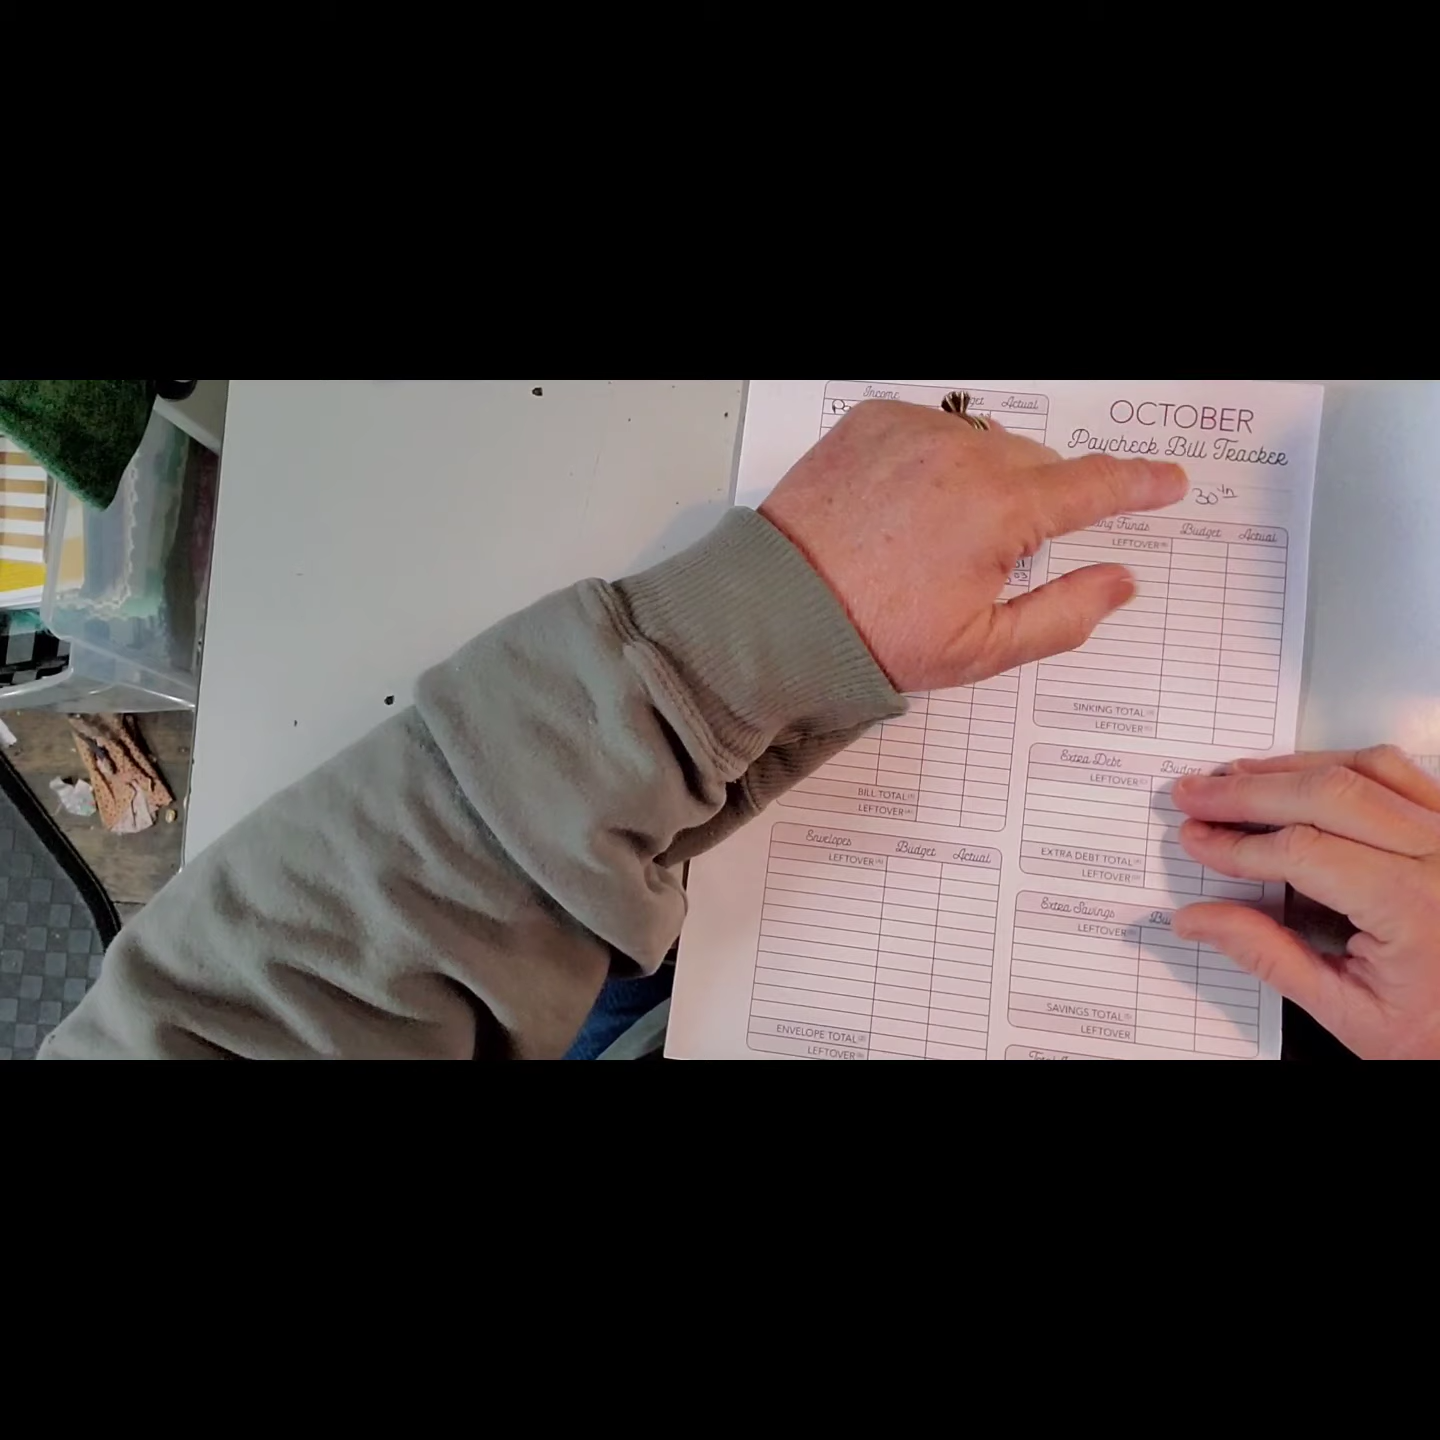 Income Actual
OCTOBER
Paycheck Bill Tracker
30th
Funds Budget Actual
LEFTOVER
SINKING TOTAL
LEFTOVER
BILL TOTAL
LEFTOVER
Extra Debt Budget
LEFTOVER
EXTRA DEBT TOTAL
LEFTOVER
Envelopes Budget Actual
LEFTOVER
ENVELOPE TOTAL
LEFTOVER
Extra Savings
LEFTOVER
SAVINGS TOTAL
LEFTOVER